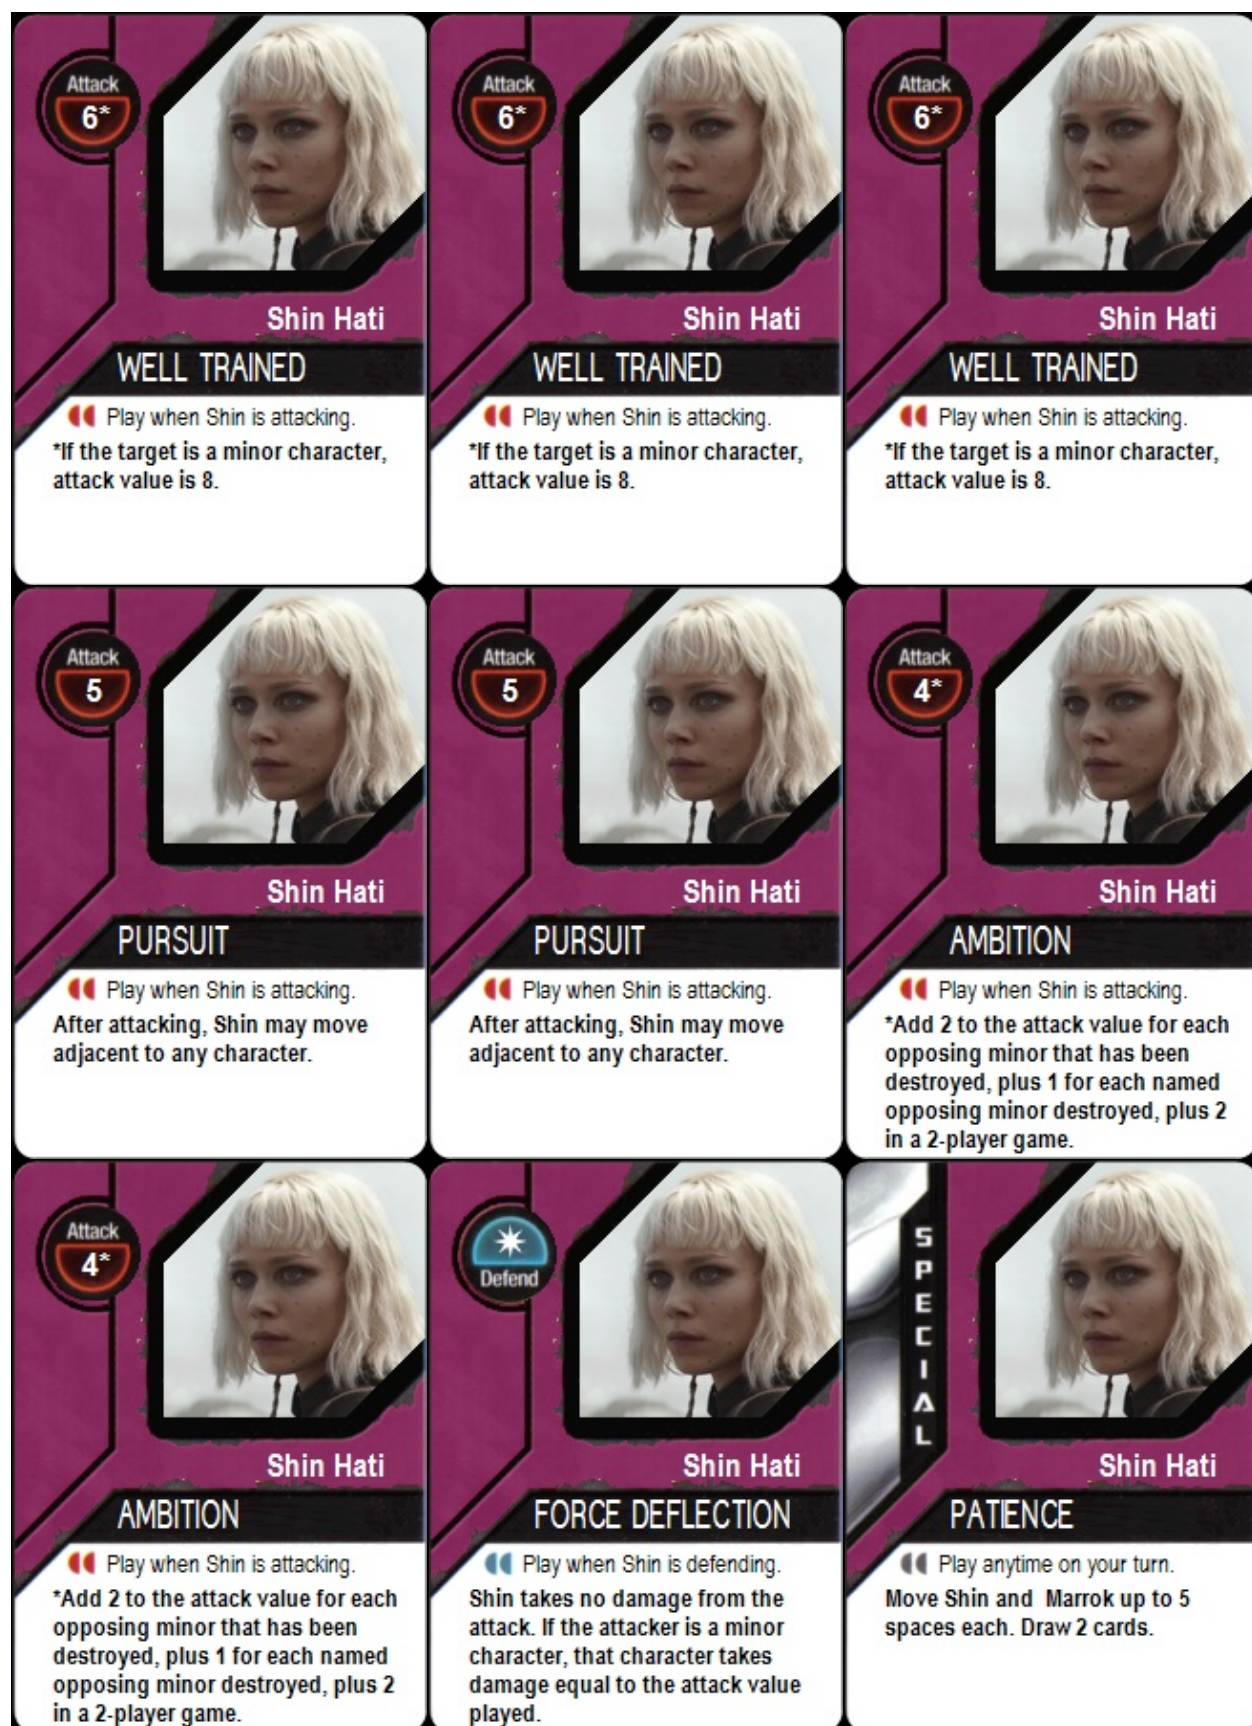 Attack
6*
Shin Hati
WELL TRAINED
Play when Shin is attacking.
*If the target is a minor character,
attack value is 8.
Attack
6*
Shin Hati
WELL TRAINED
Play when Shin is attacking.
*If the target is a minor character,
attack value is 8.
Attack
6*
Shin Hati
WELL TRAINED
Play when Shin is attacking.
*If the target is a minor character,
attack value is 8.
Attack
5
Shin Hati
PURSUIT
Play when Shin is attacking.
After attacking, Shin may move
adjacent to any character.
Attack
5
Shin Hati
PURSUIT
Play when Shin is attacking.
After attacking, Shin may move
adjacent to any character.
Attack
4*
Shin Hati
AMBITION
Play when Shin is attacking.
*Add 2 to the attack value for each
opposing minor that has been
destroyed, plus 1 for each named
opposing minor destroyed, plus 2
in a 2-player game.
Attack
4*
Shin Hati
AMBITION
Play when Shin is attacking.
*Add 2 to the attack value for each
opposing minor that has been
destroyed, plus 1 for each named
opposing minor destroyed, plus 2
in a 2-player game.
Defend
Shin Hati
FORCE DEFLECTION
Play when Shin is defending.
Shin takes no damage from the
attack. If the attacker is a minor
character, that character takes
damage equal to the attack value
played.
SPECIAL
Shin Hati
PATIENCE
Play anytime on your turn.
Move Shin and  Marrok up to 5
spaces each. Draw 2 cards.